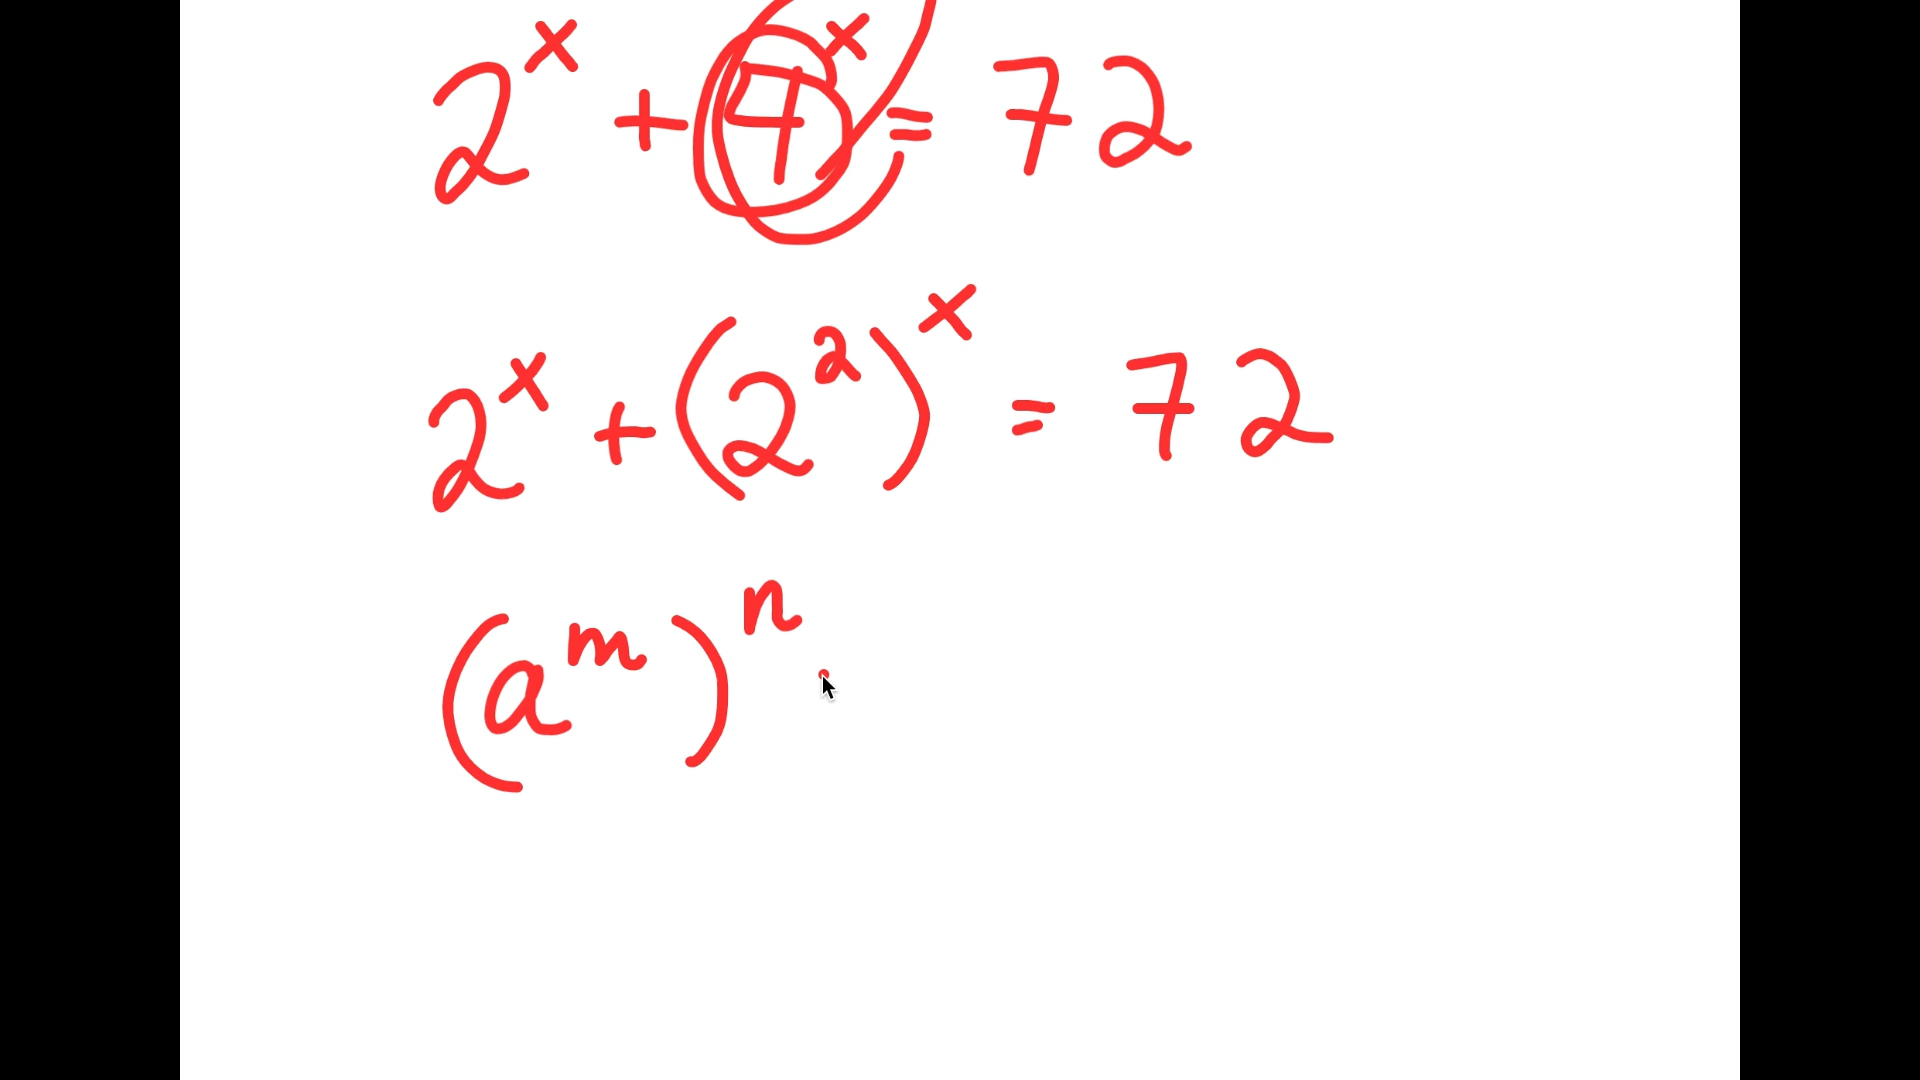 2^x + 4^x = 72
2^x + (2^2)^x = 72
(a^m)^n